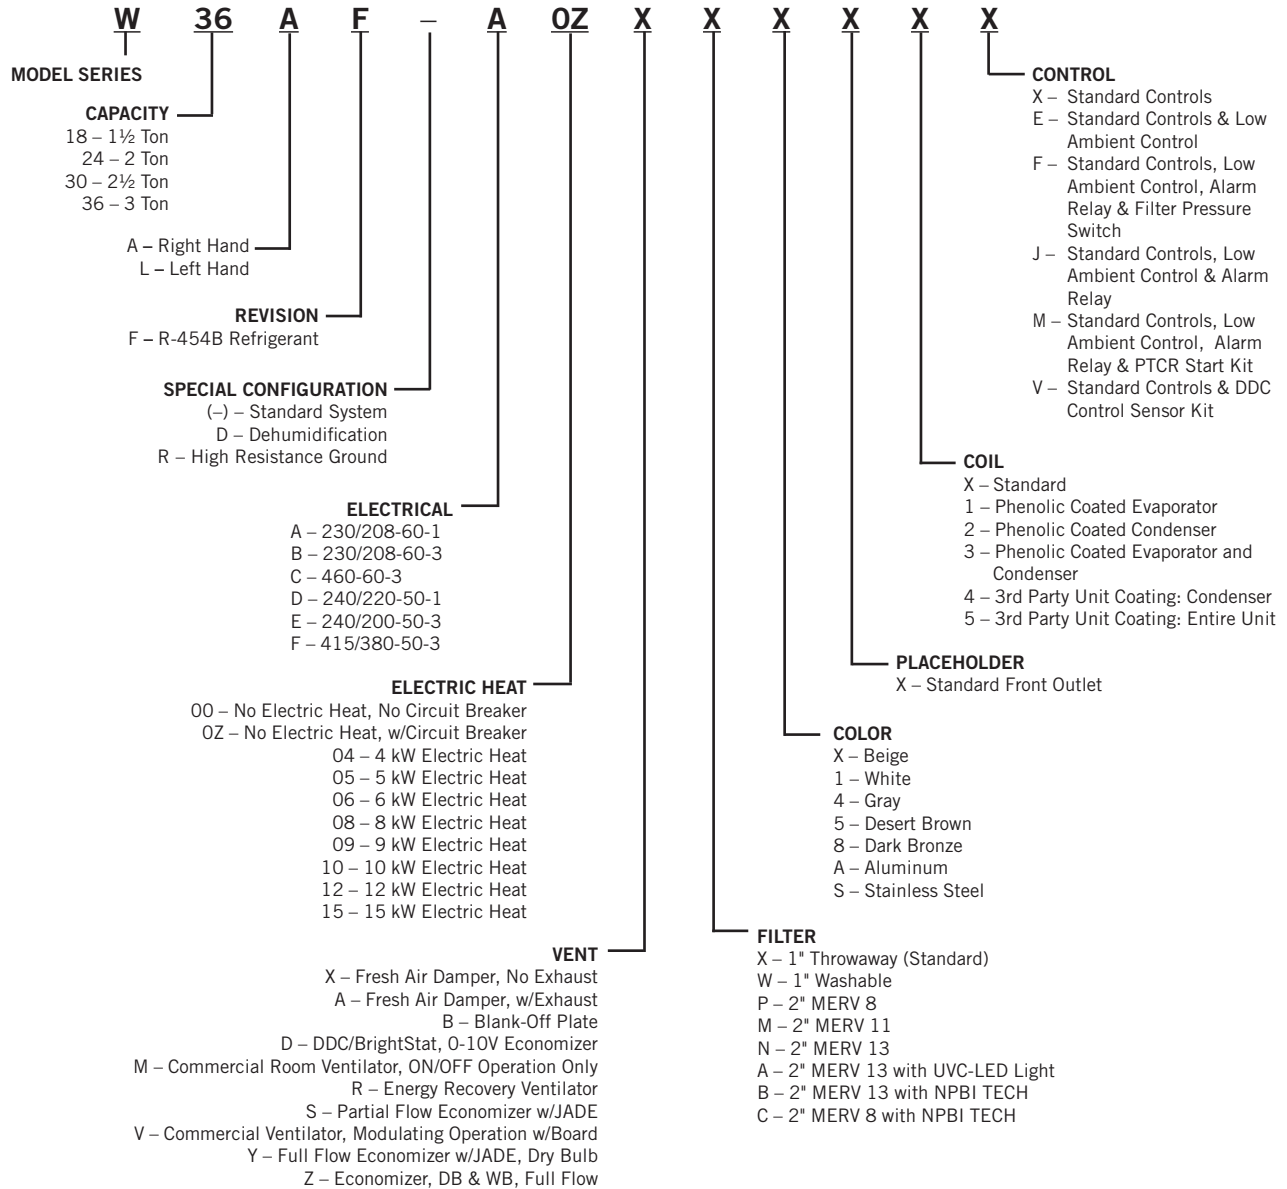 W 36 A F – A 0Z X X X X X X
MODEL SERIES
CAPACITY
18 – 1½ Ton
24 – 2 Ton
30 – 2½ Ton
36 – 3 Ton
A – Right Hand
L – Left Hand
REVISION
F – R-454B Refrigerant
SPECIAL CONFIGURATION
(–) – Standard System
D – Dehumidification
R – High Resistance Ground
ELECTRICAL
A – 230/208-60-1
B – 230/208-60-3
C – 460-60-3
D – 240/220-50-1
E – 240/200-50-3
F – 415/380-50-3
ELECTRIC HEAT
00 – No Electric Heat, No Circuit Breaker
0Z – No Electric Heat, w/Circuit Breaker
04 – 4 kW Electric Heat
05 – 5 kW Electric Heat
06 – 6 kW Electric Heat
08 – 8 kW Electric Heat
09 – 9 kW Electric Heat
10 – 10 kW Electric Heat
12 – 12 kW Electric Heat
15 – 15 kW Electric Heat
VENT
X – Fresh Air Damper, No Exhaust
A – Fresh Air Damper, w/Exhaust
B – Blank-Off Plate
D – DDC/BrightStat, 0-10V Economizer
M – Commercial Room Ventilator, ON/OFF Operation Only
R – Energy Recovery Ventilator
S – Partial Flow Economizer w/JADE
V – Commercial Ventilator, Modulating Operation w/Board
Y – Full Flow Economizer w/JADE, Dry Bulb
Z – Economizer, DB & WB, Full Flow
CONTROL
X – Standard Controls
E – Standard Controls & Low
Ambient Control
F – Standard Controls, Low
Ambient Control, Alarm
Relay & Filter Pressure
Switch
J – Standard Controls, Low
Ambient Control & Alarm
Relay
M – Standard Controls, Low
Ambient Control, Alarm
Relay & PTCR Start Kit
V – Standard Controls & DDC
Control Sensor Kit
COIL
X – Standard
1 – Phenolic Coated Evaporator
2 – Phenolic Coated Condenser
3 – Phenolic Coated Evaporator and
Condenser
4 – 3rd Party Unit Coating: Condenser
5 – 3rd Party Unit Coating: Entire Unit
PLACEHOLDER
X – Standard Front Outlet
COLOR
X – Beige
1 – White
4 – Gray
5 – Desert Brown
8 – Dark Bronze
A – Aluminum
S – Stainless Steel
FILTER
X – 1" Throwaway (Standard)
W – 1" Washable
P – 2" MERV 8
M – 2" MERV 11
N – 2" MERV 13
A – 2" MERV 13 with UVC-LED Light
B – 2" MERV 13 with NPBI TECH
C – 2" MERV 8 with NPBI TECH